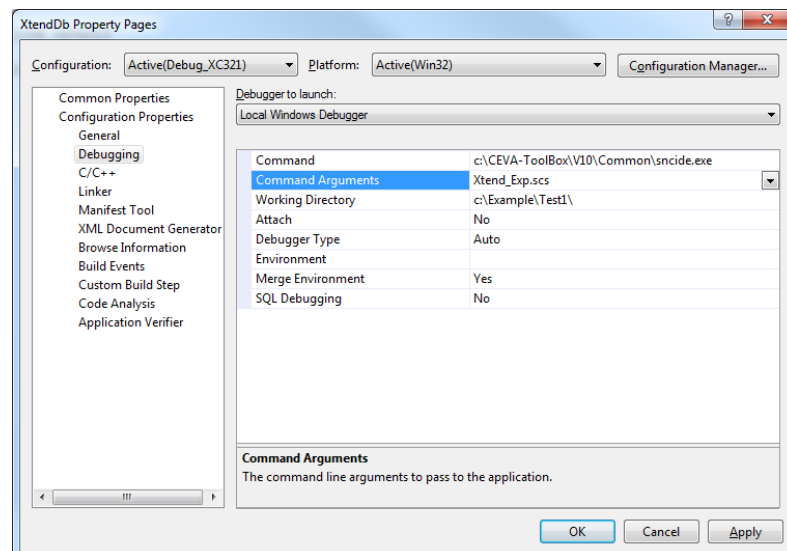 XtendDb Property Pages
Configuration: Active(Debug_XC321) Platform: Active(Win32) Configuration Manager...
Common Properties
Configuration Properties
General
Debugging
C/C++
Linker
Manifest Tool
XML Document Generator
Browse Information
Build Events
Custom Build Step
Code Analysis
Application Verifier
Debugger to launch:
Local Windows Debugger
Command c:\CEVA-ToolBox\V10\Common\sncide.exe
Command Arguments Xtend_Exp.scs
Working Directory c:\Example\Test1\
Attach No
Debugger Type Auto
Environment
Merge Environment Yes
SQL Debugging No
Command Arguments
The command line arguments to pass to the application.
OK Cancel Apply